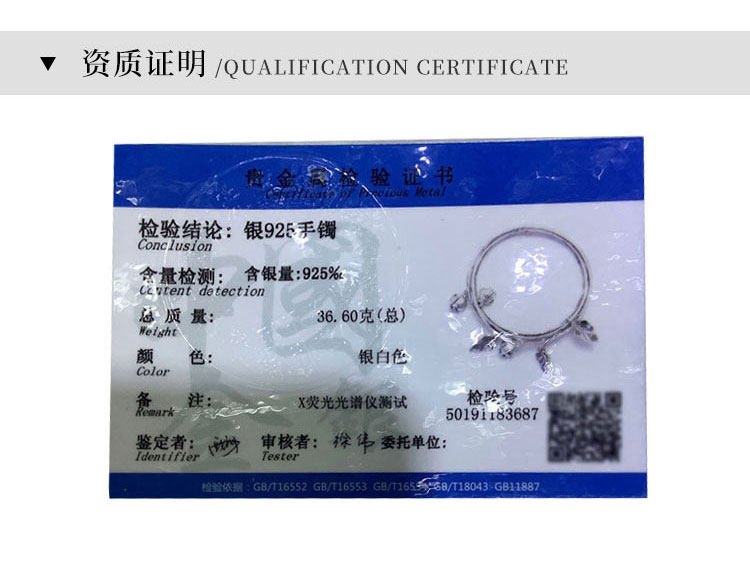 ▼ 资质证明 /QUALIFICATION CERTIFICATE
贵金属检验证书
Certificate of Precious Metal
检验结论: 银925手镯
Conclusion
含量检测: 含银量:925‰
Content detection
总质量: 36.60克(总)
Weight
颜色: 银白色
Color
备注: X荧光光谱仪测试
Remark
检验号
50191183687
鉴定者: 审核者: 徐伟 委托单位:
Identifier Tester
检验依据: GB/T16552 GB/T16553 GB/T18043 GB11887